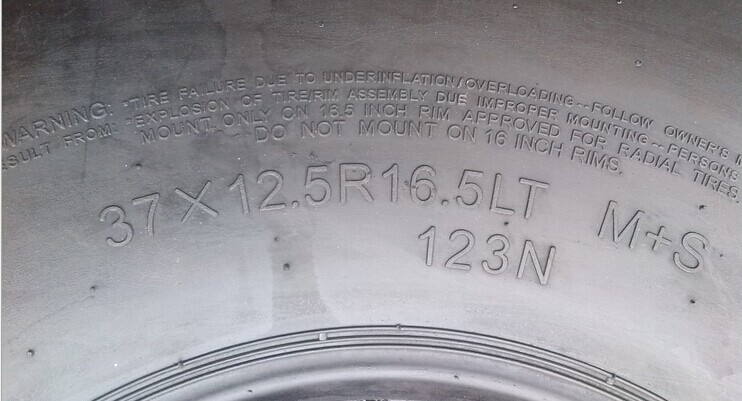 WARNING: *TIRE FAILURE DUE TO UNDERINFLATION/OVERLOADING -- FOLLOW OWNER'S
FROM: *EXPLOSION OF TIRE/RIM ASSEMBLY DUE IMPROPER MOUNTING -- PERSONS
MOUNT ONLY ON 16.5 INCH RIM APPROVED FOR RADIAL TIRES.
DO NOT MOUNT ON 16 INCH RIMS.
37×12.5R16.5LT M+S
123N